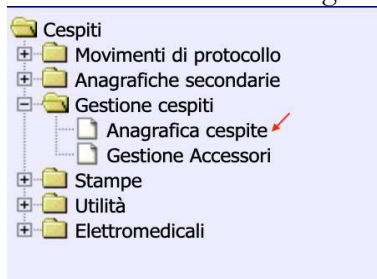 Cespiti
Movimenti di protocollo
Anagrafiche secondarie
Gestione cespiti
Anagrafica cespite
Gestione Accessori
Stampe
Utilità
Elettromedicali